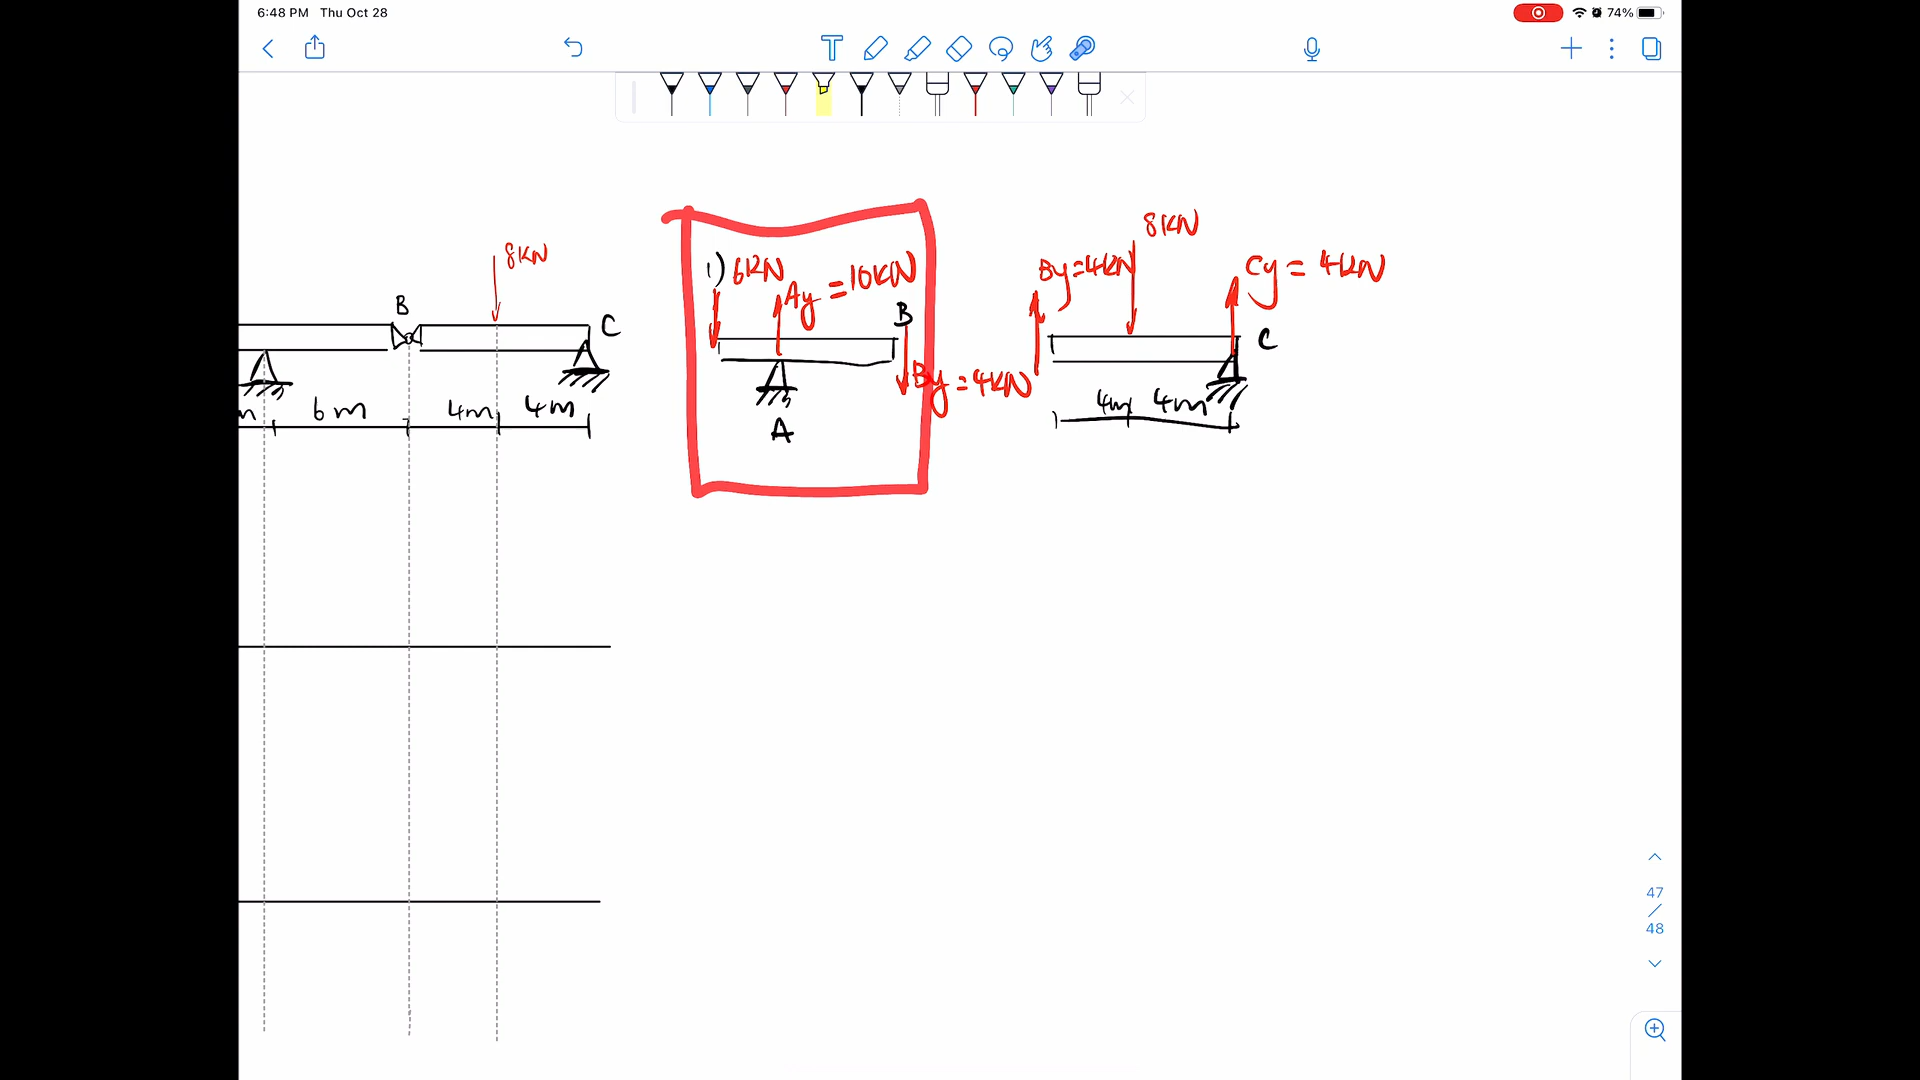 6:48 PM Thu Oct 28
74%
8KN
B
C
m 6m 4m 4m
1) 6KN
Ay = 10KN
B
By = 4KN
A
8KN
By=4KN
Cy = 4KN
C
4m 4m
47
/
48